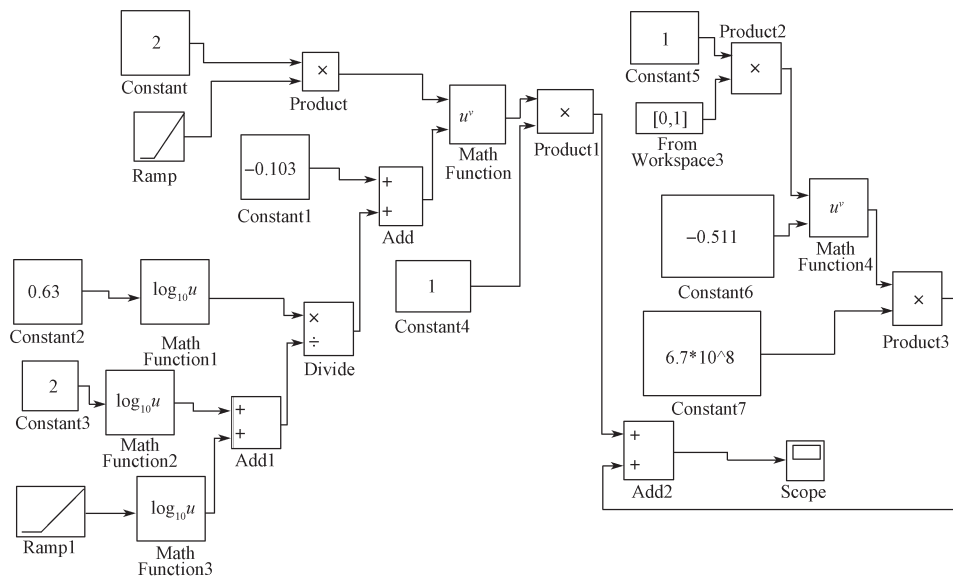 2
Constant
×
Product
Ramp
−0.103
Constant1
+
+
Add
u^v
Math
Function
×
Product1
1
Constant4
0.63
Constant2
log₁₀u
Math
Function1
×
÷
Divide
2
Constant3
log₁₀u
Math
Function2
+
+
Add1
Ramp1
log₁₀u
Math
Function3
1
Constant5
Product2
×
[0,1]
From
Workspace3
−0.511
Constant6
u^v
Math
Function4
6.7*10^8
Constant7
×
Product3
+
+
Add2
Scope